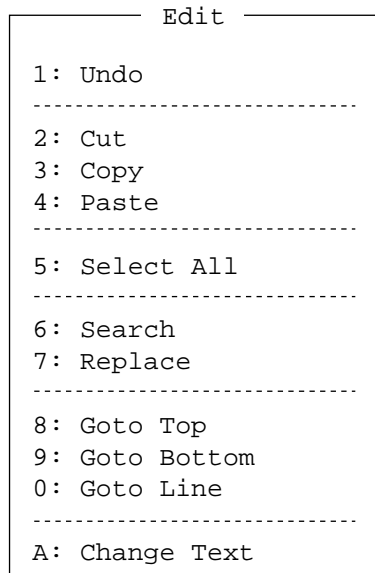 Edit
1: Undo
2: Cut
3: Copy
4: Paste
5: Select All
6: Search
7: Replace
8: Goto Top
9: Goto Bottom
0: Goto Line
A: Change Text